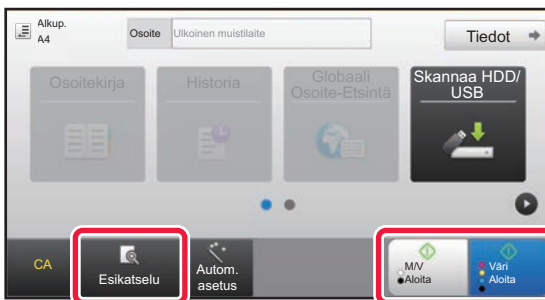 Alkup.
A4
Osoite
Ulkoinen muistilaite
Tiedot
Osoitekirja
Historia
Globaali
Osoite-Etsintä
Skannaa HDD/
USB
CA
Esikatselu
Autom.
asetus
M/V
Aloita
Väri
Aloita